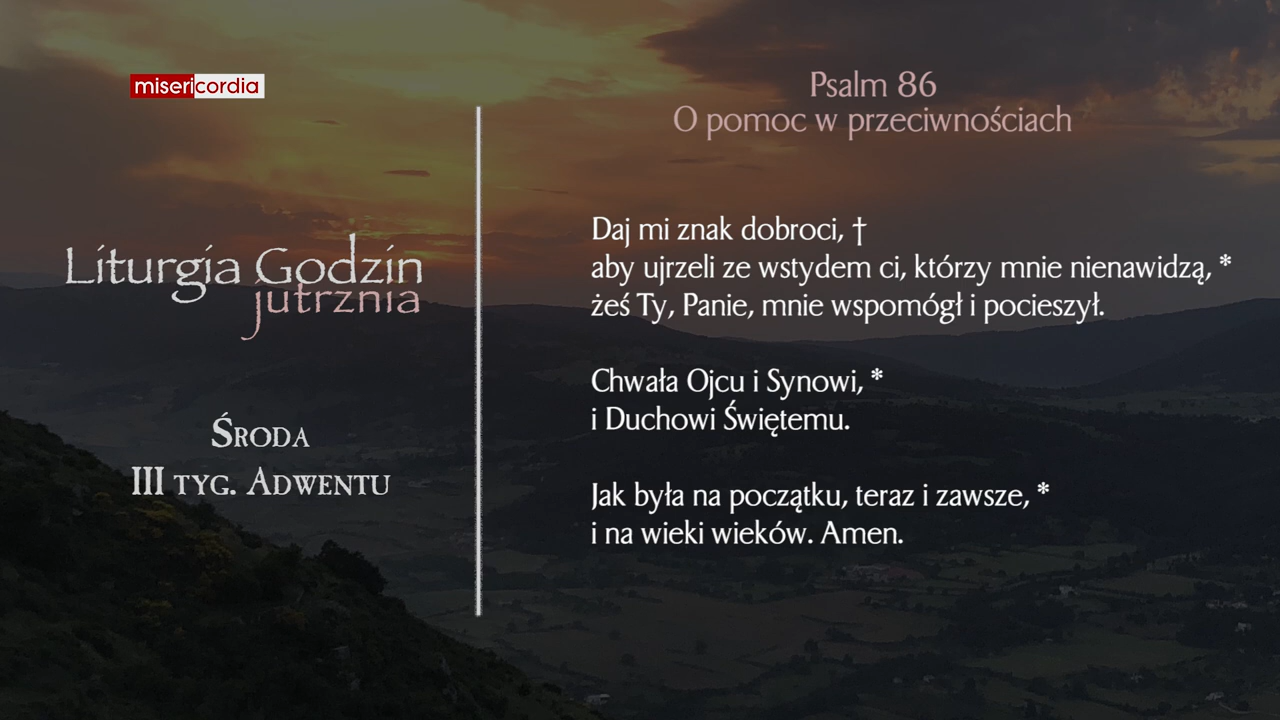 misericordia
Liturgia Godzin
jutrznia
Środa
III tyg. Adwentu
Psalm 86
O pomoc w przeciwnościach
Daj mi znak dobroci, †
aby ujrzeli ze wstydem ci, którzy mnie nienawidzą, *
żeś Ty, Panie, mnie wspomógł i pocieszył.
Chwała Ojcu i Synowi, *
i Duchowi Świętemu.
Jak była na początku, teraz i zawsze, *
i na wieki wieków. Amen.